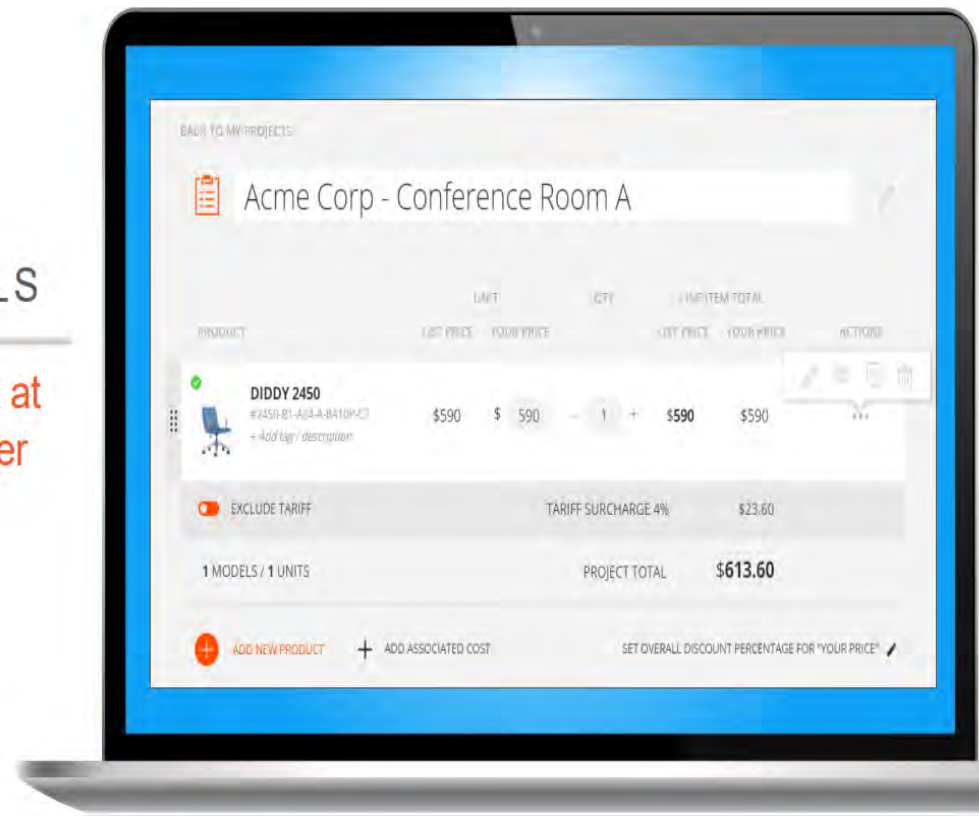 LS
at
er
BACK TO MY PROJECTS
Acme Corp - Conference Room A
UNIT QTY LINE ITEM TOTAL
PRODUCT LIST PRICE YOUR PRICE LIST PRICE YOUR PRICE ACTIONS
DIDDY 2450
+ Add tag / description
$590 $ 590 − 1 + $590 $590 ...
EXCLUDE TARIFF TARIFF SURCHARGE 4% $23.60
1 MODELS / 1 UNITS PROJECT TOTAL $613.60
+ ADD NEW PRODUCT + ADD ASSOCIATED COST SET OVERALL DISCOUNT PERCENTAGE FOR "YOUR PRICE"